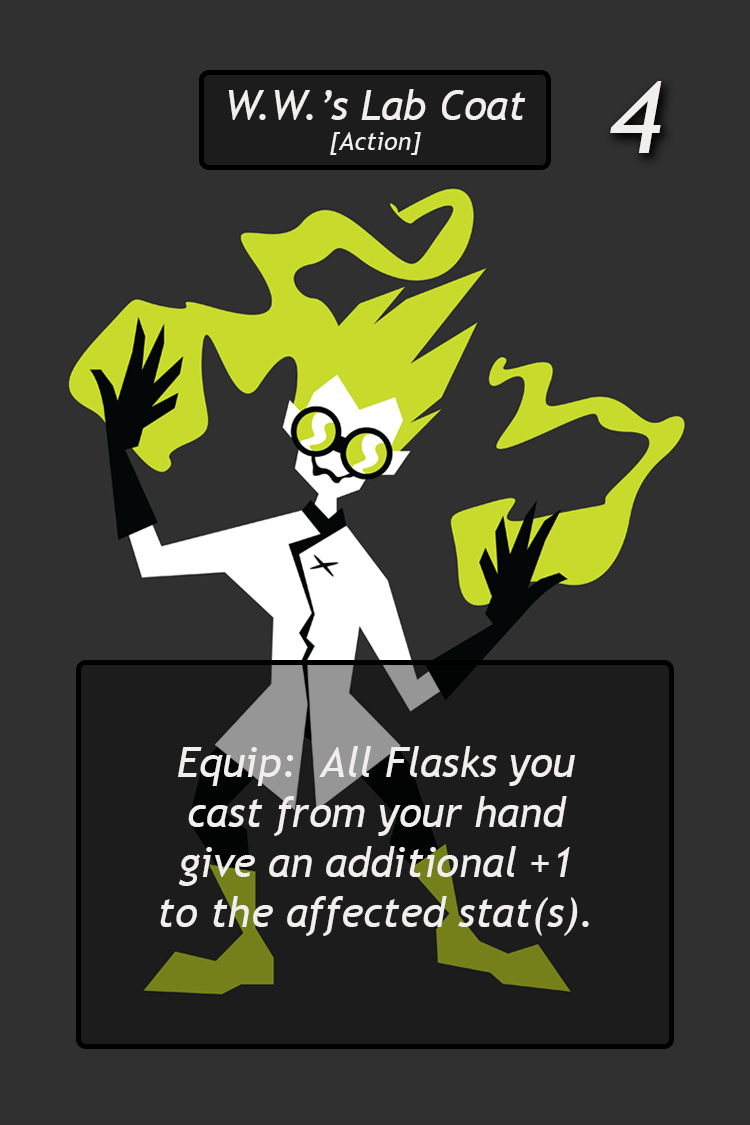 W.W.’s Lab Coat
4
[Action]
Equip:  All Flasks you
cast from your hand
give an additional +1
to the affected stat(s).